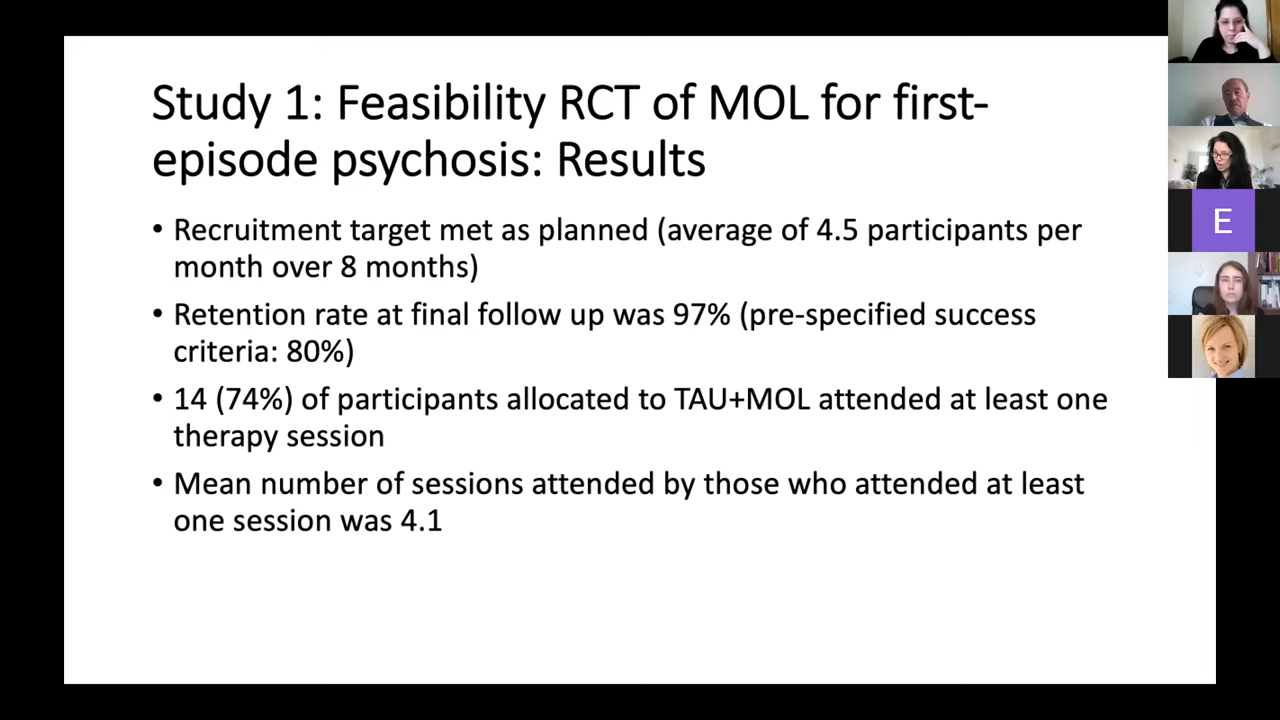 Study 1: Feasibility RCT of MOL for first-
episode psychosis: Results
• Recruitment target met as planned (average of 4.5 participants per
month over 8 months)
• Retention rate at final follow up was 97% (pre-specified success
criteria: 80%)
• 14 (74%) of participants allocated to TAU+MOL attended at least one
therapy session
• Mean number of sessions attended by those who attended at least
one session was 4.1
E